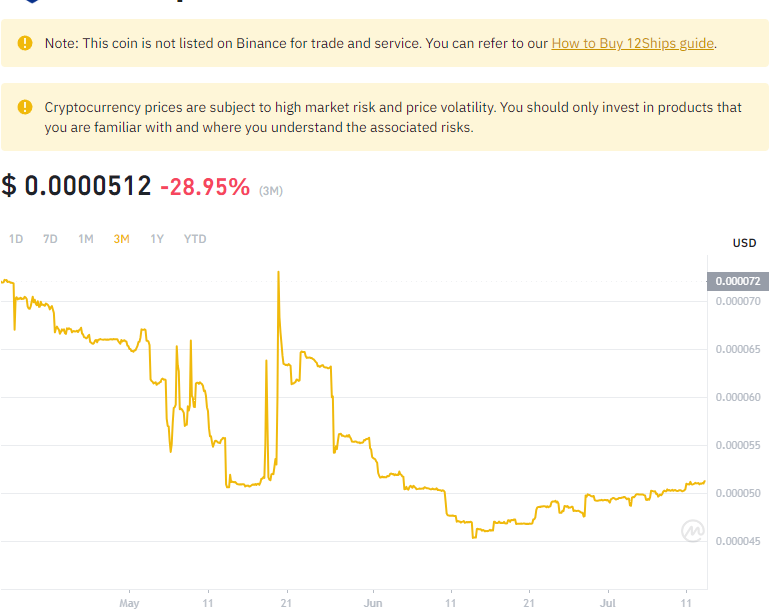 Note: This coin is not listed on Binance for trade and service. You can refer to our How to Buy 12Ships guide.
Cryptocurrency prices are subject to high market risk and price volatility. You should only invest in products that
you are familiar with and where you understand the associated risks.
$ 0.0000512 -28.95% (3M)
1D 7D 1M 3M 1Y YTD
USD
0.000072
0.000070
0.000065
0.000060
0.000055
0.000050
0.000045
May 11 21 Jun 11 21 Jul 11